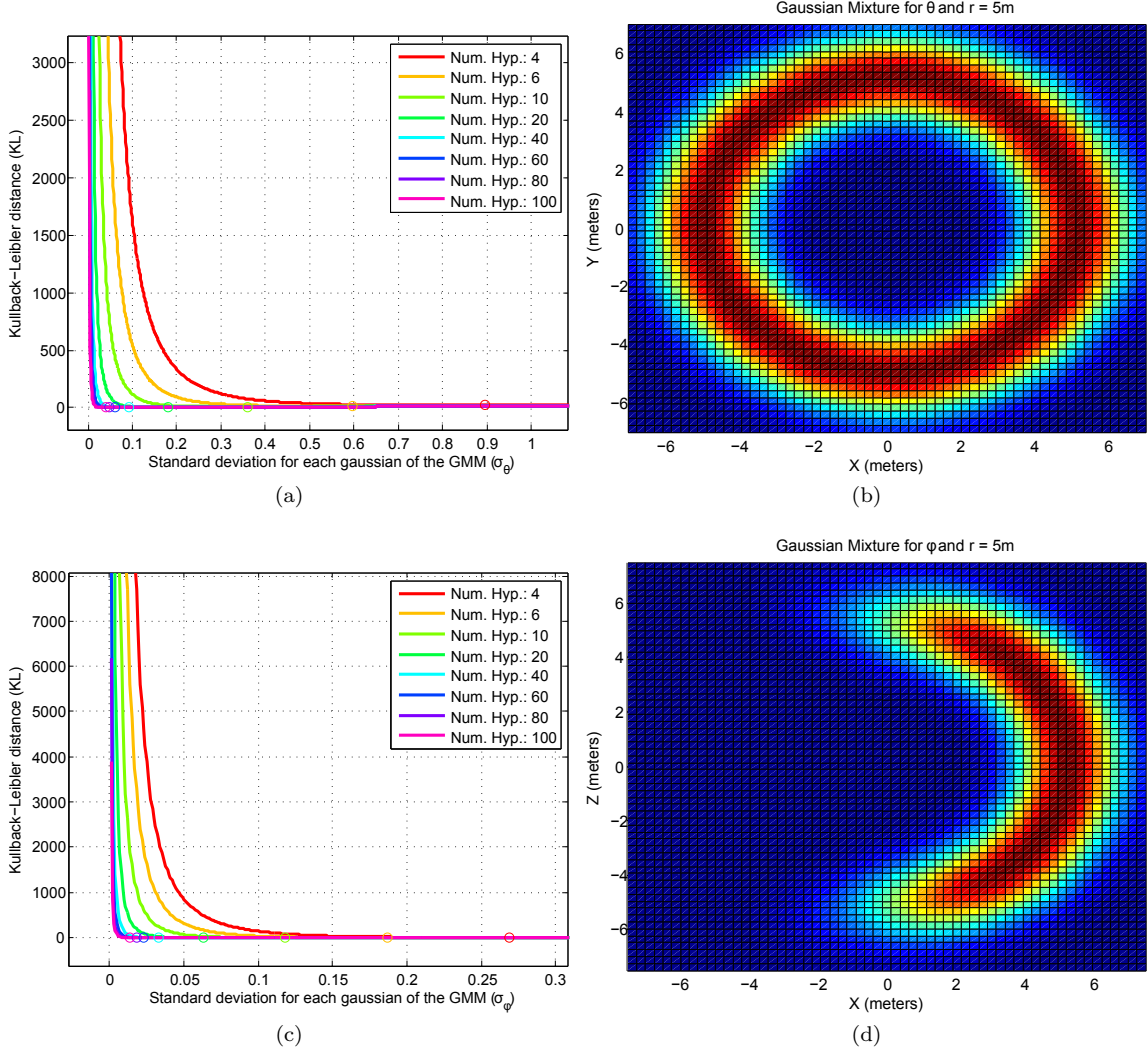 3000
2500
2000
1500
1000
500
0
Kullback−Leibler distance (KL)
0 0.1 0.2 0.3 0.4 0.5 0.6 0.7 0.8 0.9 1
Standard deviation for each gaussian of the GMM (σθ)
Num. Hyp.: 4
Num. Hyp.: 6
Num. Hyp.: 10
Num. Hyp.: 20
Num. Hyp.: 40
Num. Hyp.: 60
Num. Hyp.: 80
Num. Hyp.: 100
(a)
Gaussian Mixture for θ and r = 5m
6
4
2
0
−2
−4
−6
Y (meters)
−6 −4 −2 0 2 4 6
X (meters)
(b)
8000
7000
6000
5000
4000
3000
2000
1000
0
Kullback−Leibler distance (KL)
0 0.05 0.1 0.15 0.2 0.25 0.3
Standard deviation for each gaussian of the GMM (σφ)
Num. Hyp.: 4
Num. Hyp.: 6
Num. Hyp.: 10
Num. Hyp.: 20
Num. Hyp.: 40
Num. Hyp.: 60
Num. Hyp.: 80
Num. Hyp.: 100
(c)
Gaussian Mixture for φ and r = 5m
6
4
2
0
−2
−4
−6
Z (meters)
−6 −4 −2 0 2 4 6
X (meters)
(d)